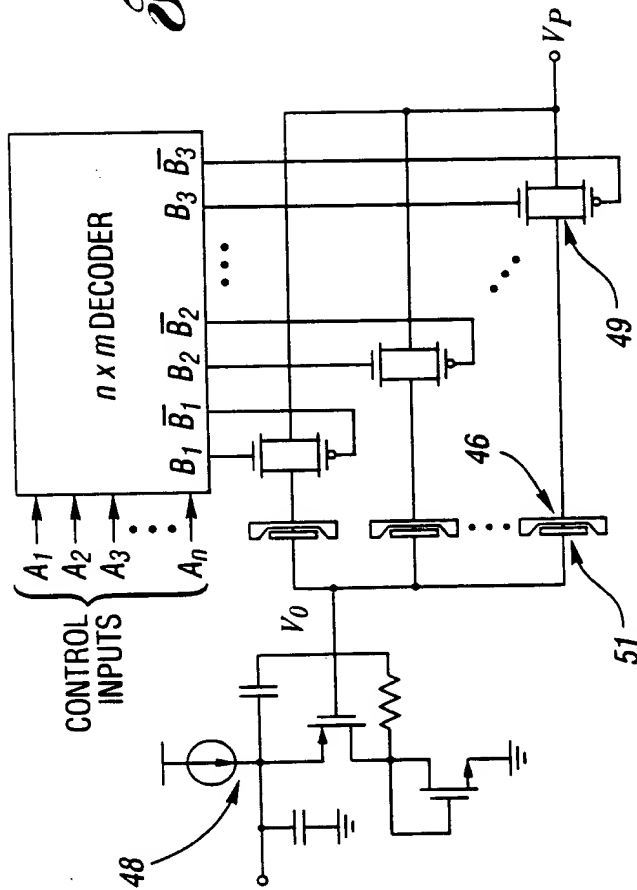 CONTROL
INPUTS
A1
A2
A3
An
n x m DECODER
B1
B̅1
B2
B̅2
B3
B̅3
V0
VP
48
46
51
49